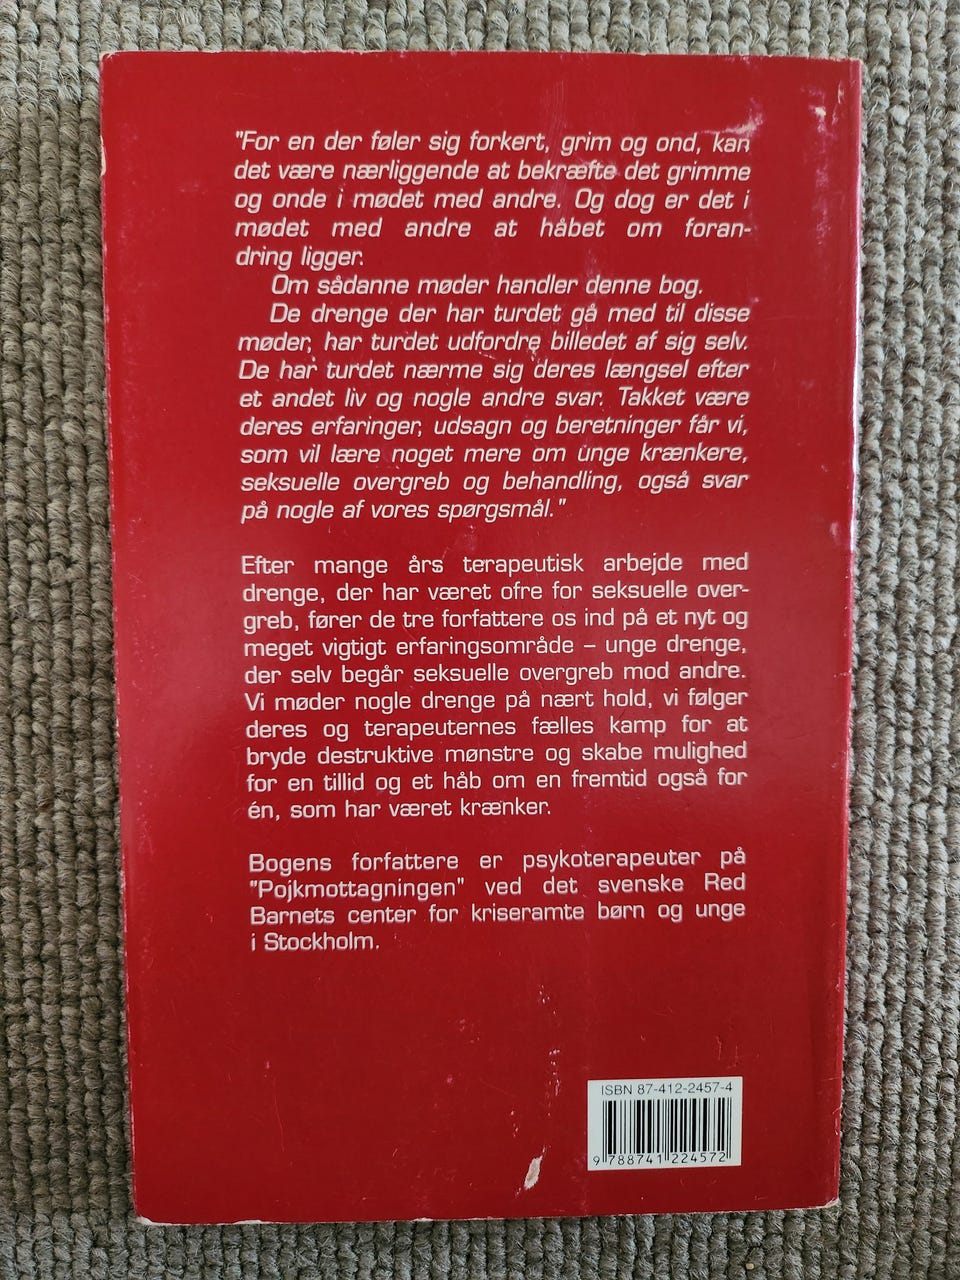 "For en der føler sig forkert, grim og ond, kan
det være nærliggende at bekræfte det grimme
og onde i mødet med andre. Og dog er det i
mødet med andre at håbet om foran-
dring ligger.
Om sådanne møder handler denne bog.
De drenge der har turdet gå med til disse
møder, har turdet udfordre billedet af sig selv.
De har turdet nærme sig deres længsel efter
et andet liv og nogle andre svar. Takket være
deres erfaringer, udsagn og beretninger får vi,
som vil lære noget mere om unge krænkere,
seksuelle overgreb og behandling, også svar
på nogle af vores spørgsmål."
Efter mange års terapeutisk arbejde med
drenge, der har været ofre for seksuelle over-
greb, fører de tre forfattere os ind på et nyt og
meget vigtigt erfaringsområde – unge drenge,
der selv begår seksuelle overgreb mod andre.
Vi møder nogle drenge på nært hold, vi følger
deres og terapeuternes fælles kamp for at
bryde destruktive mønstre og skabe mulighed
for en tillid og et håb om en fremtid også for
én, som har været krænker.
Bogens forfattere er psykoterapeuter på
"Pojkmottagningen" ved det svenske Red
Barnets center for kriseramte børn og unge
i Stockholm.
ISBN 87-412-2457-4
9 788741 224572